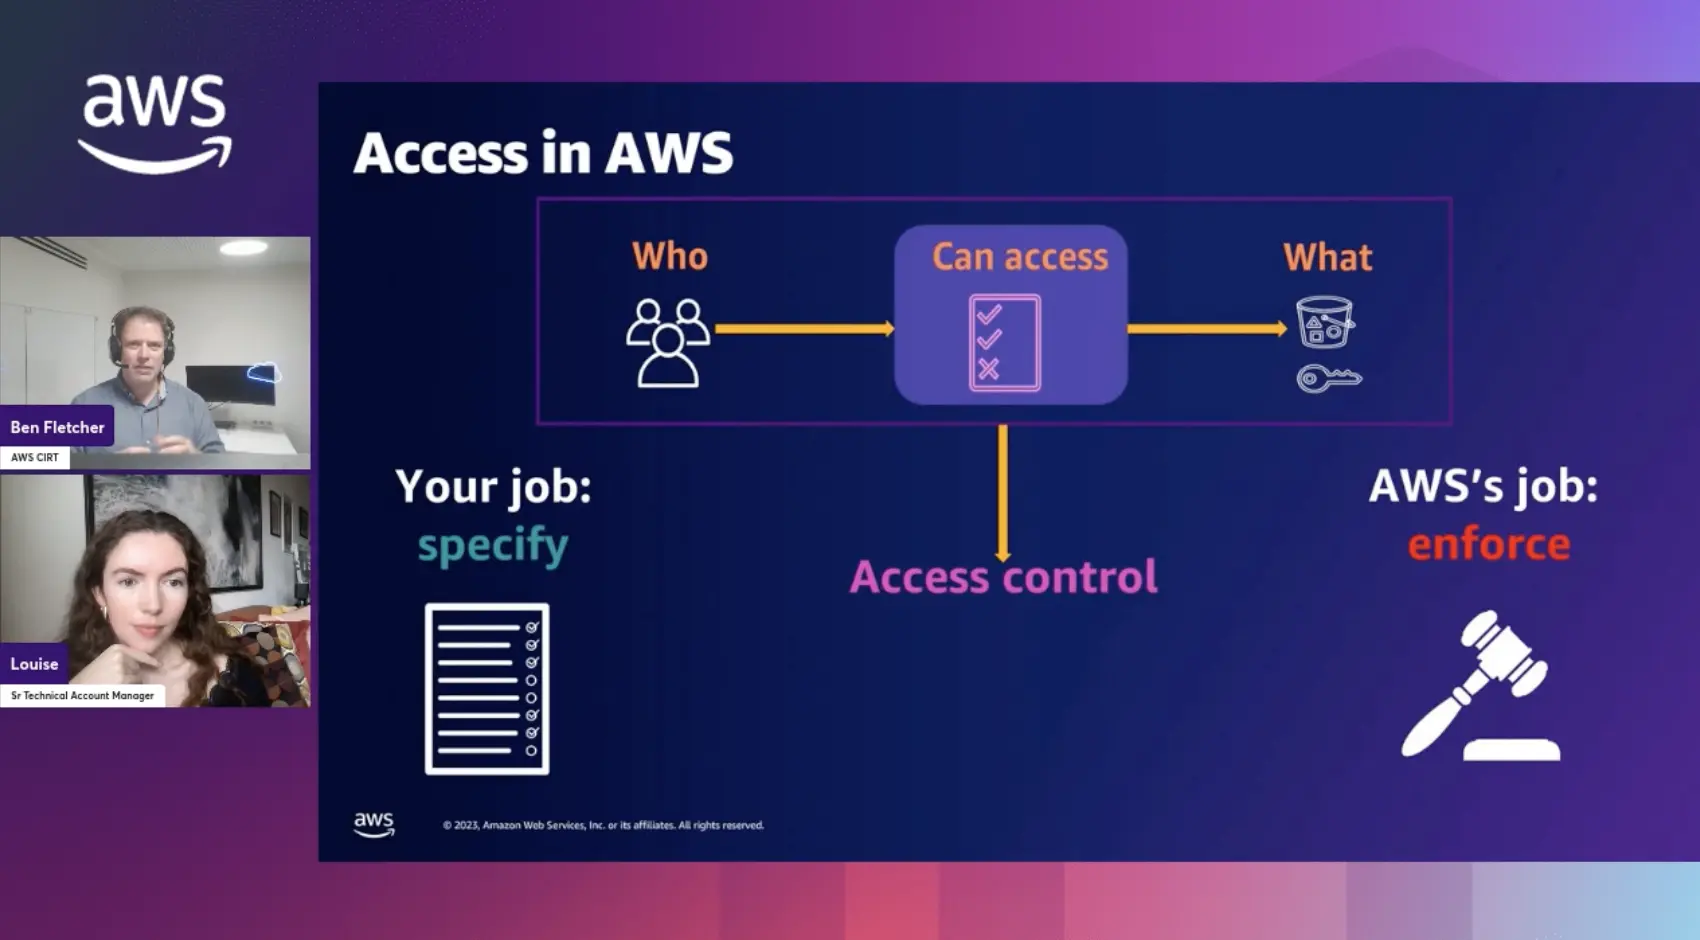 aws
Access in AWS
Who
Can access
What
Ben Fletcher
AWS CIRT
Your job:
specify
AWS's job:
enforce
Access control
Louise
Sr Technical Account Manager
aws
© 2023, Amazon Web Services, Inc. or its affiliates. All rights reserved.